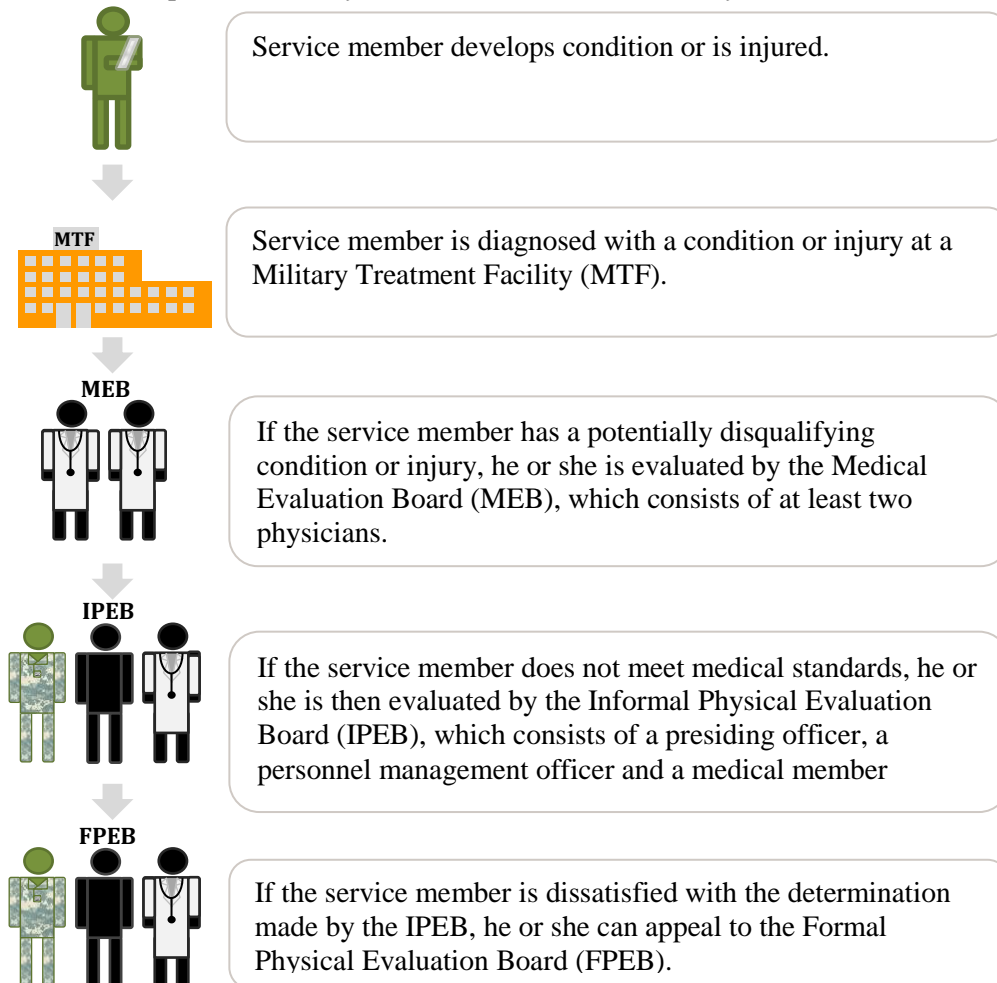 Service member develops condition or is injured.
MTF
Service member is diagnosed with a condition or injury at a
Military Treatment Facility (MTF).
MEB
If the service member has a potentially disqualifying
condition or injury, he or she is evaluated by the Medical
Evaluation Board (MEB), which consists of at least two
physicians.
IPEB
If the service member does not meet medical standards, he or
she is then evaluated by the Informal Physical Evaluation
Board (IPEB), which consists of a presiding officer, a
personnel management officer and a medical member
FPEB
If the service member is dissatisfied with the determination
made by the IPEB, he or she can appeal to the Formal
Physical Evaluation Board (FPEB).